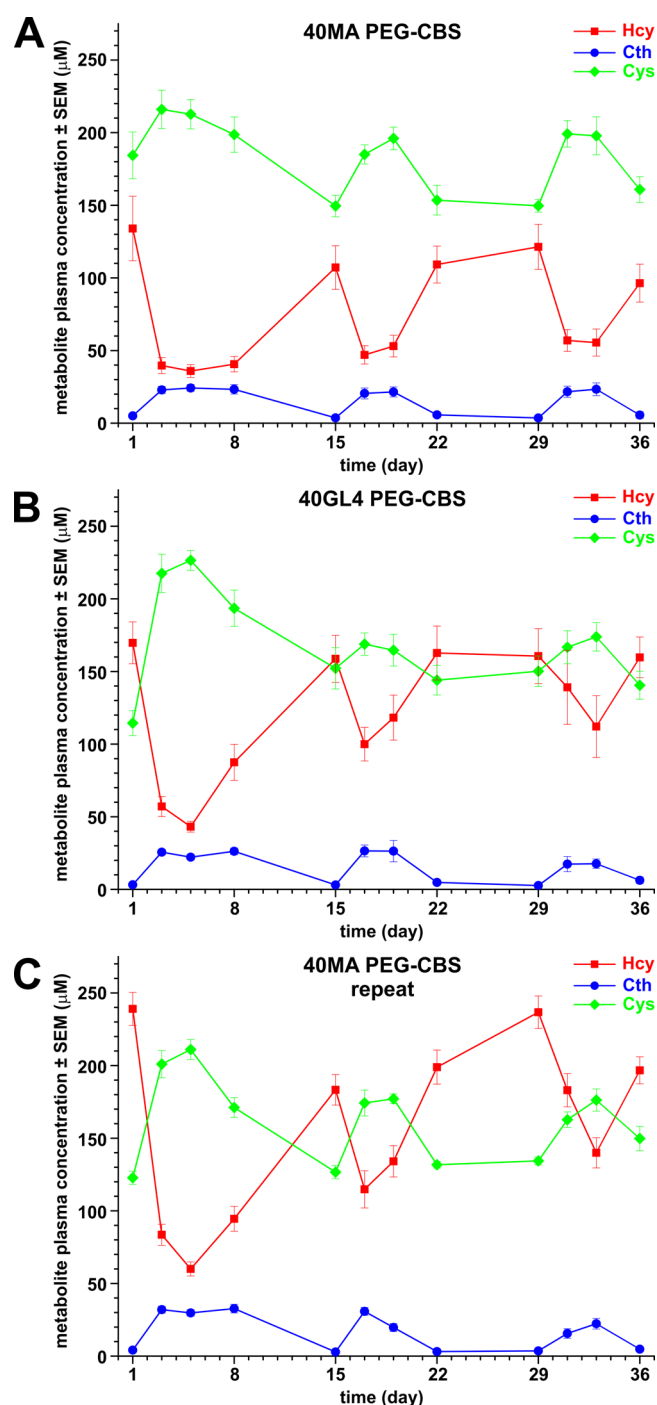 A
40MA PEG-CBS
Hcy
Cth
Cys
metabolite plasma concentration ± SEM (µM)
250
200
150
100
50
0
1 8 15 22 29 36
time (day)
B
40GL4 PEG-CBS
Hcy
Cth
Cys
metabolite plasma concentration ± SEM (µM)
250
200
150
100
50
0
1 8 15 22 29 36
time (day)
C
40MA PEG-CBS
repeat
Hcy
Cth
Cys
metabolite plasma concentration ± SEM (µM)
250
200
150
100
50
0
1 8 15 22 29 36
time (day)